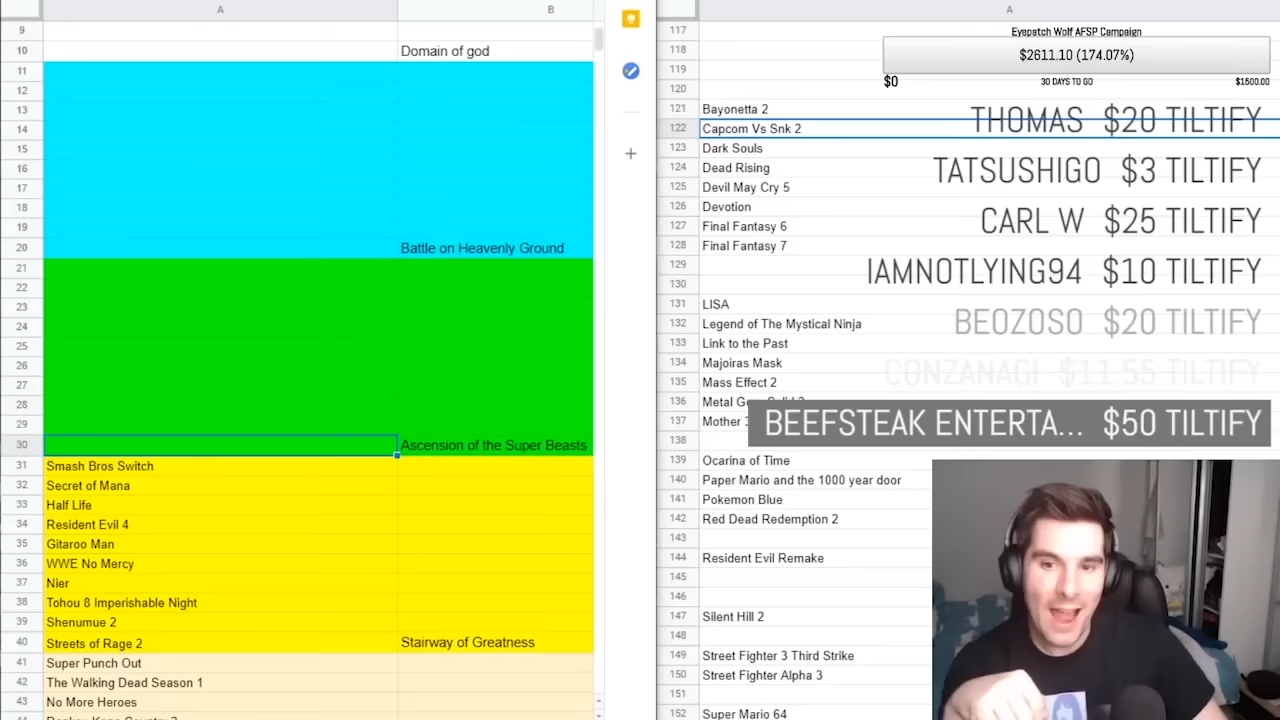 A
B
9
10 Domain of god
11
12
13
14
15
16
17
18
19
20 Battle on Heavenly Ground
21
22
23
24
25
26
27
28
29
30 Ascension of the Super Beasts
31 Smash Bros Switch
32 Secret of Mana
33 Half Life
34 Resident Evil 4
35 Gitaroo Man
36 WWE No Mercy
37 Nier
38 Tohou 8 Imperishable Night
39 Shenumue 2
40 Streets of Rage 2 Stairway of Greatness
41 Super Punch Out
42 The Walking Dead Season 1
43 No More Heroes
A
117
118
119
120
121 Bayonetta 2
122 Capcom Vs Snk 2
123 Dark Souls
124 Dead Rising
125 Devil May Cry 5
126 Devotion
127 Final Fantasy 6
128 Final Fantasy 7
129
130
131 LISA
132 Legend of The Mystical Ninja
133 Link to the Past
134 Majoiras Mask
135 Mass Effect 2
136 Metal
137 Mother
138
139 Ocarina of Time
140 Paper Mario and the 1000 year door
141 Pokemon Blue
142 Red Dead Redemption 2
143
144 Resident Evil Remake
145
146
147 Silent Hill 2
148
149 Street Fighter 3 Third Strike
150 Street Fighter Alpha 3
151
152 Super Mario 64
Eyepatch Wolf AFSP Campaign
$2611.10 (174.07%)
$0 30 DAYS TO GO $1500.00
THOMAS $20 TILTIFY
TATSUSHIGO $3 TILTIFY
CARL W $25 TILTIFY
IAMNOTLYING94 $10 TILTIFY
BEOZOSO $20 TILTIFY
CONZANAGI $11.55 TILTIFY
BEEFSTEAK ENTERTA... $50 TILTIFY